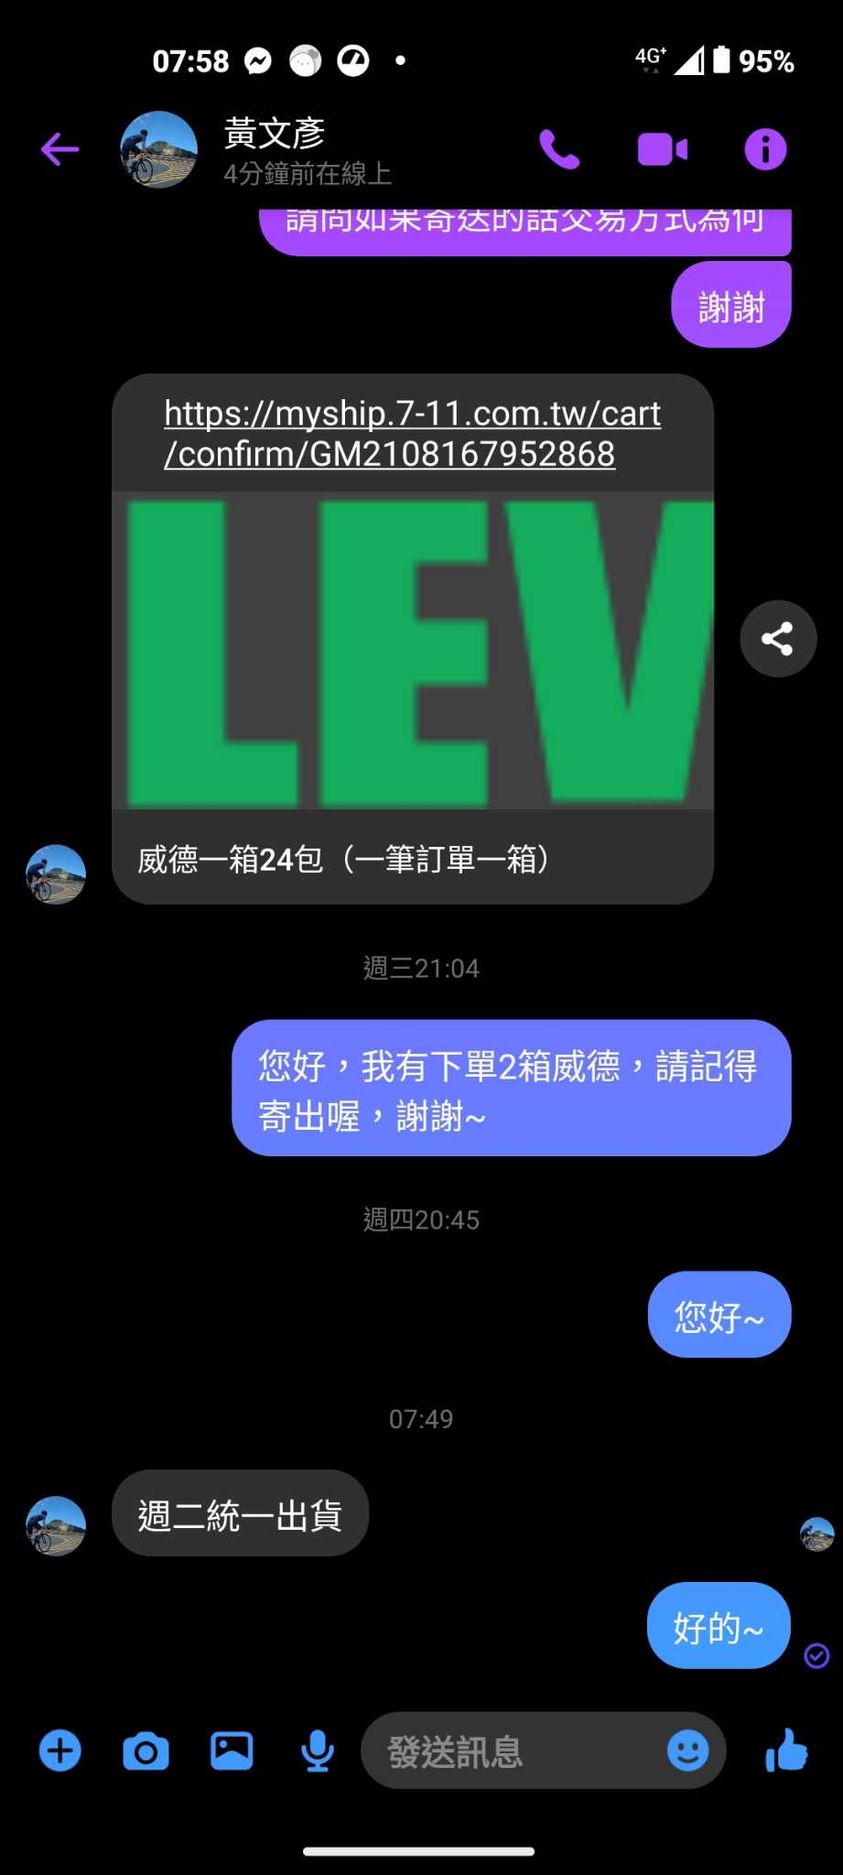 07:58
4G+
95%
黃文彥
4分鐘前在線上
請問如果寄送的話交易方式為何
謝謝
https://myship.7-11.com.tw/cart
/confirm/GM2108167952868
LEV
威德一箱24包（一筆訂單一箱）
週三21:04
您好，我有下單2箱威德，請記得
寄出喔，謝謝~
週四20:45
您好~
07:49
週二統一出貨
好的~
發送訊息